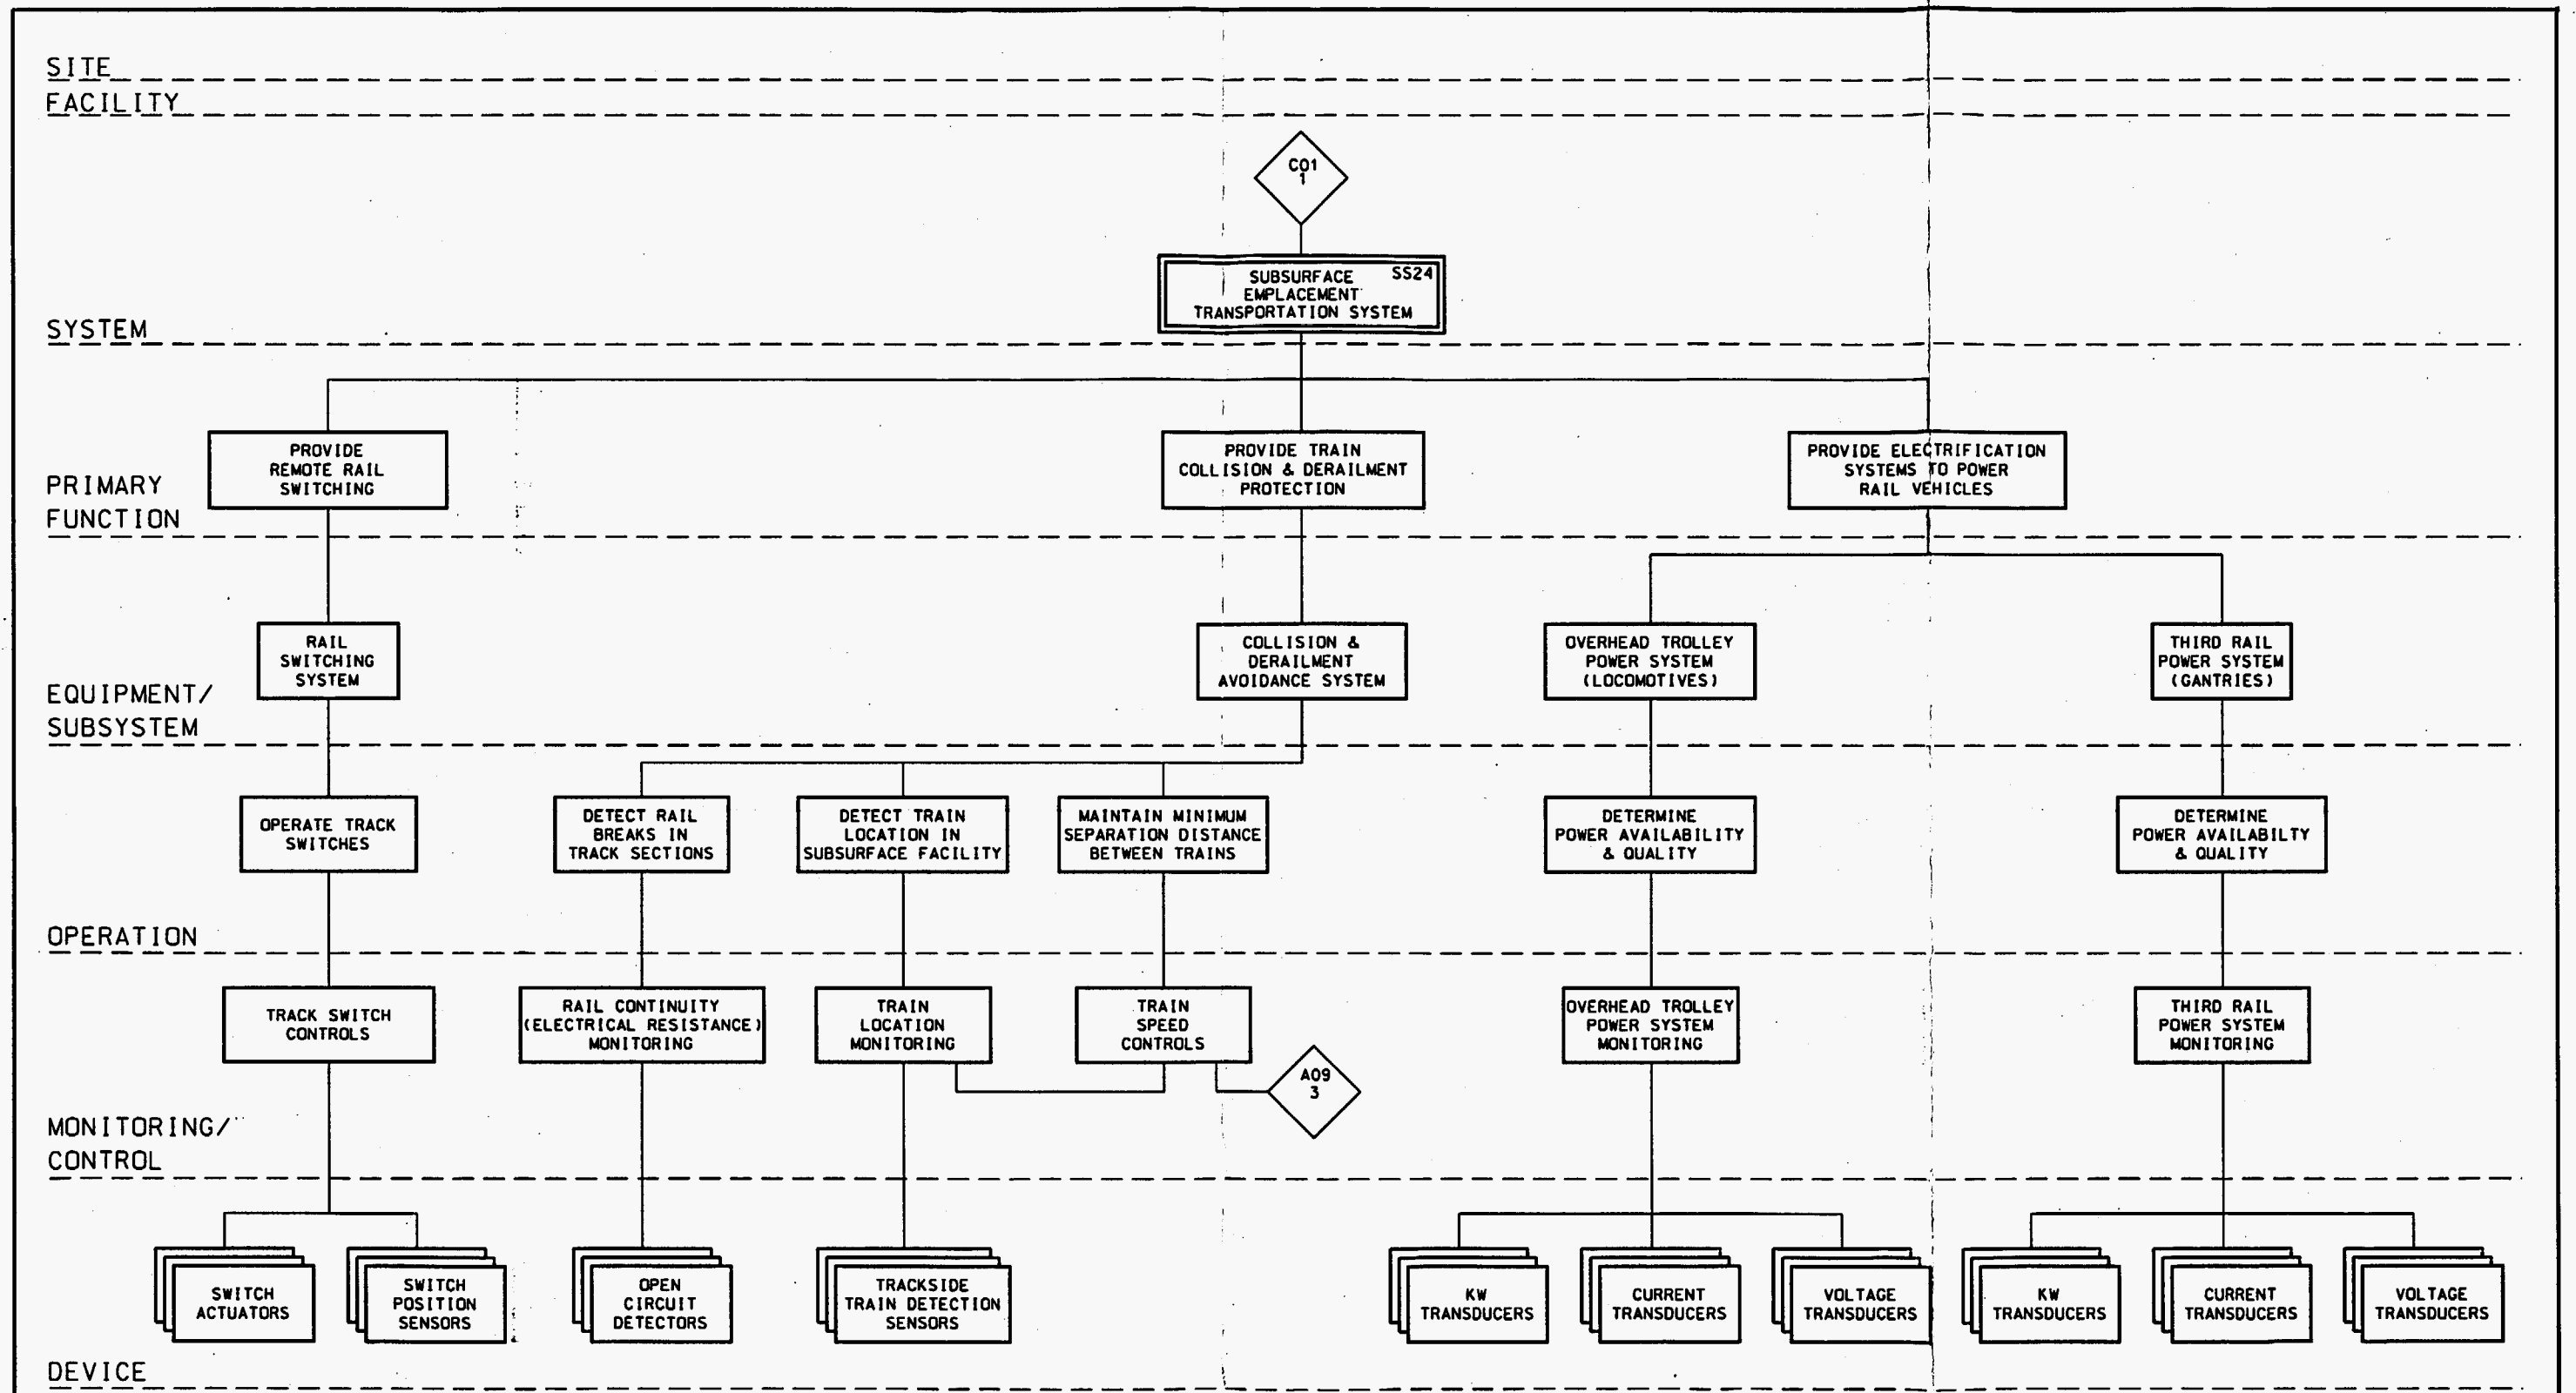 SITE
FACILITY
C01
1
SUBSURFACE SS24
EMPLACEMENT
TRANSPORTATION SYSTEM
SYSTEM
PROVIDE
REMOTE RAIL
SWITCHING
PROVIDE TRAIN
COLLISION & DERAILMENT
PROTECTION
PROVIDE ELECTRIFICATION
SYSTEMS TO POWER
RAIL VEHICLES
PRIMARY
FUNCTION
RAIL
SWITCHING
SYSTEM
COLLISION &
DERAILMENT
AVOIDANCE SYSTEM
OVERHEAD TROLLEY
POWER SYSTEM
(LOCOMOTIVES)
THIRD RAIL
POWER SYSTEM
(GANTRIES)
EQUIPMENT/
SUBSYSTEM
OPERATE TRACK
SWITCHES
DETECT RAIL
BREAKS IN
TRACK SECTIONS
DETECT TRAIN
LOCATION IN
SUBSURFACE FACILITY
MAINTAIN MINIMUM
SEPARATION DISTANCE
BETWEEN TRAINS
DETERMINE
POWER AVAILABILITY
& QUALITY
DETERMINE
POWER AVAILABILTY
& QUALITY
OPERATION
TRACK SWITCH
CONTROLS
RAIL CONTINUITY
(ELECTRICAL RESISTANCE)
MONITORING
TRAIN
LOCATION
MONITORING
TRAIN
SPEED
CONTROLS
A09
3
OVERHEAD TROLLEY
POWER SYSTEM
MONITORING
THIRD RAIL
POWER SYSTEM
MONITORING
MONITORING/
CONTROL
SWITCH
ACTUATORS
SWITCH
POSITION
SENSORS
OPEN
CIRCUIT
DETECTORS
TRACKSIDE
TRAIN DETECTION
SENSORS
KW
TRANSDUCERS
CURRENT
TRANSDUCERS
VOLTAGE
TRANSDUCERS
KW
TRANSDUCERS
CURRENT
TRANSDUCERS
VOLTAGE
TRANSDUCERS
DEVICE